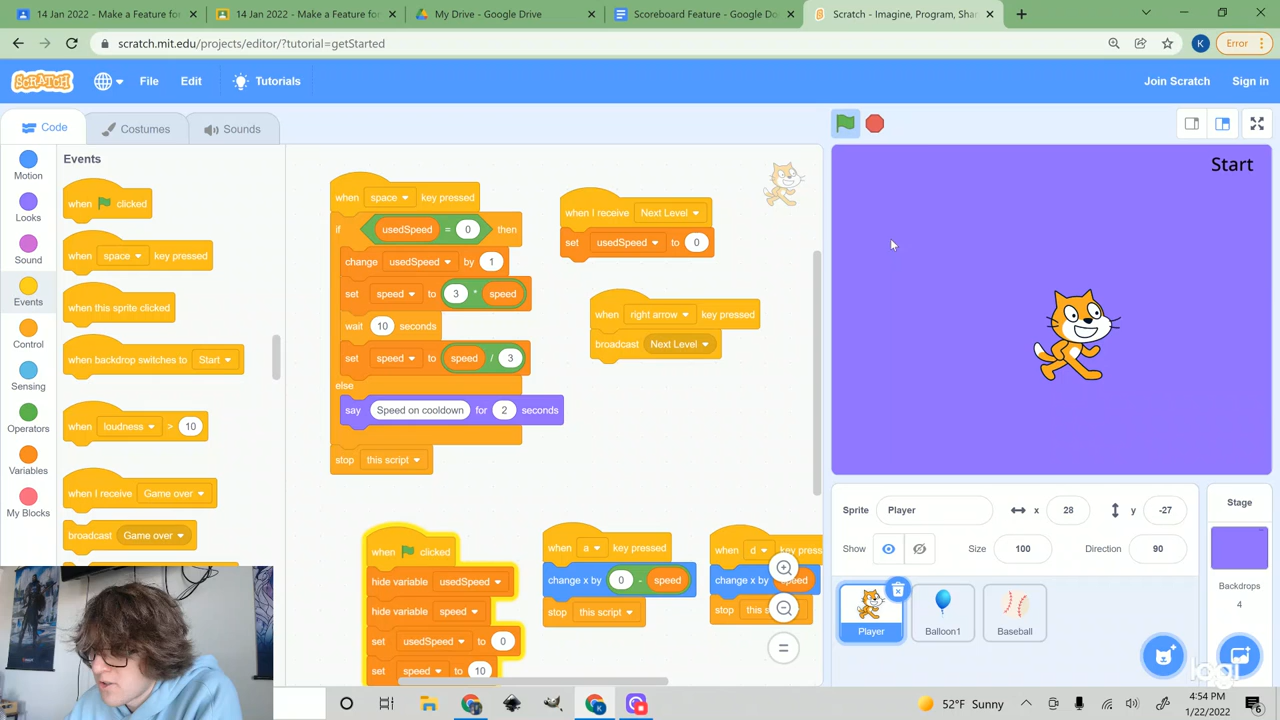 14 Jan 2022 - Make a Feature for
14 Jan 2022 - Make a Feature for
My Drive - Google Drive
Scoreboard Feature - Google Do
Scratch - Imagine, Program, Shar
scratch.mit.edu/projects/editor/?tutorial=getStarted
K
Error
SCRATCH
File
Edit
Tutorials
Join Scratch
Sign in
Code
Costumes
Sounds
Motion
Looks
Sound
Events
Control
Sensing
Operators
Variables
My Blocks
Events
when clicked
when space key pressed
when this sprite clicked
when backdrop switches to Start
when loudness > 10
when I receive Game over
broadcast Game over
when space key pressed
if usedSpeed = 0 then
change usedSpeed by 1
set speed to 3 * speed
wait 10 seconds
set speed to speed / 3
else
say Speed on cooldown for 2 seconds
stop this script
when I receive Next Level
set usedSpeed to 0
when right arrow key pressed
broadcast Next Level
when clicked
hide variable usedSpeed
hide variable speed
set usedSpeed to 0
set speed to 10
when a key pressed
change x by 0 - speed
stop this script
when d key press
change x by
stop this s
Start
Sprite
Player
x
28
y
-27
Show
Size
100
Direction
90
Player
Balloon1
Baseball
Stage
Backdrops
4
logi
52°F Sunny
4:54 PM
1/22/2022
6